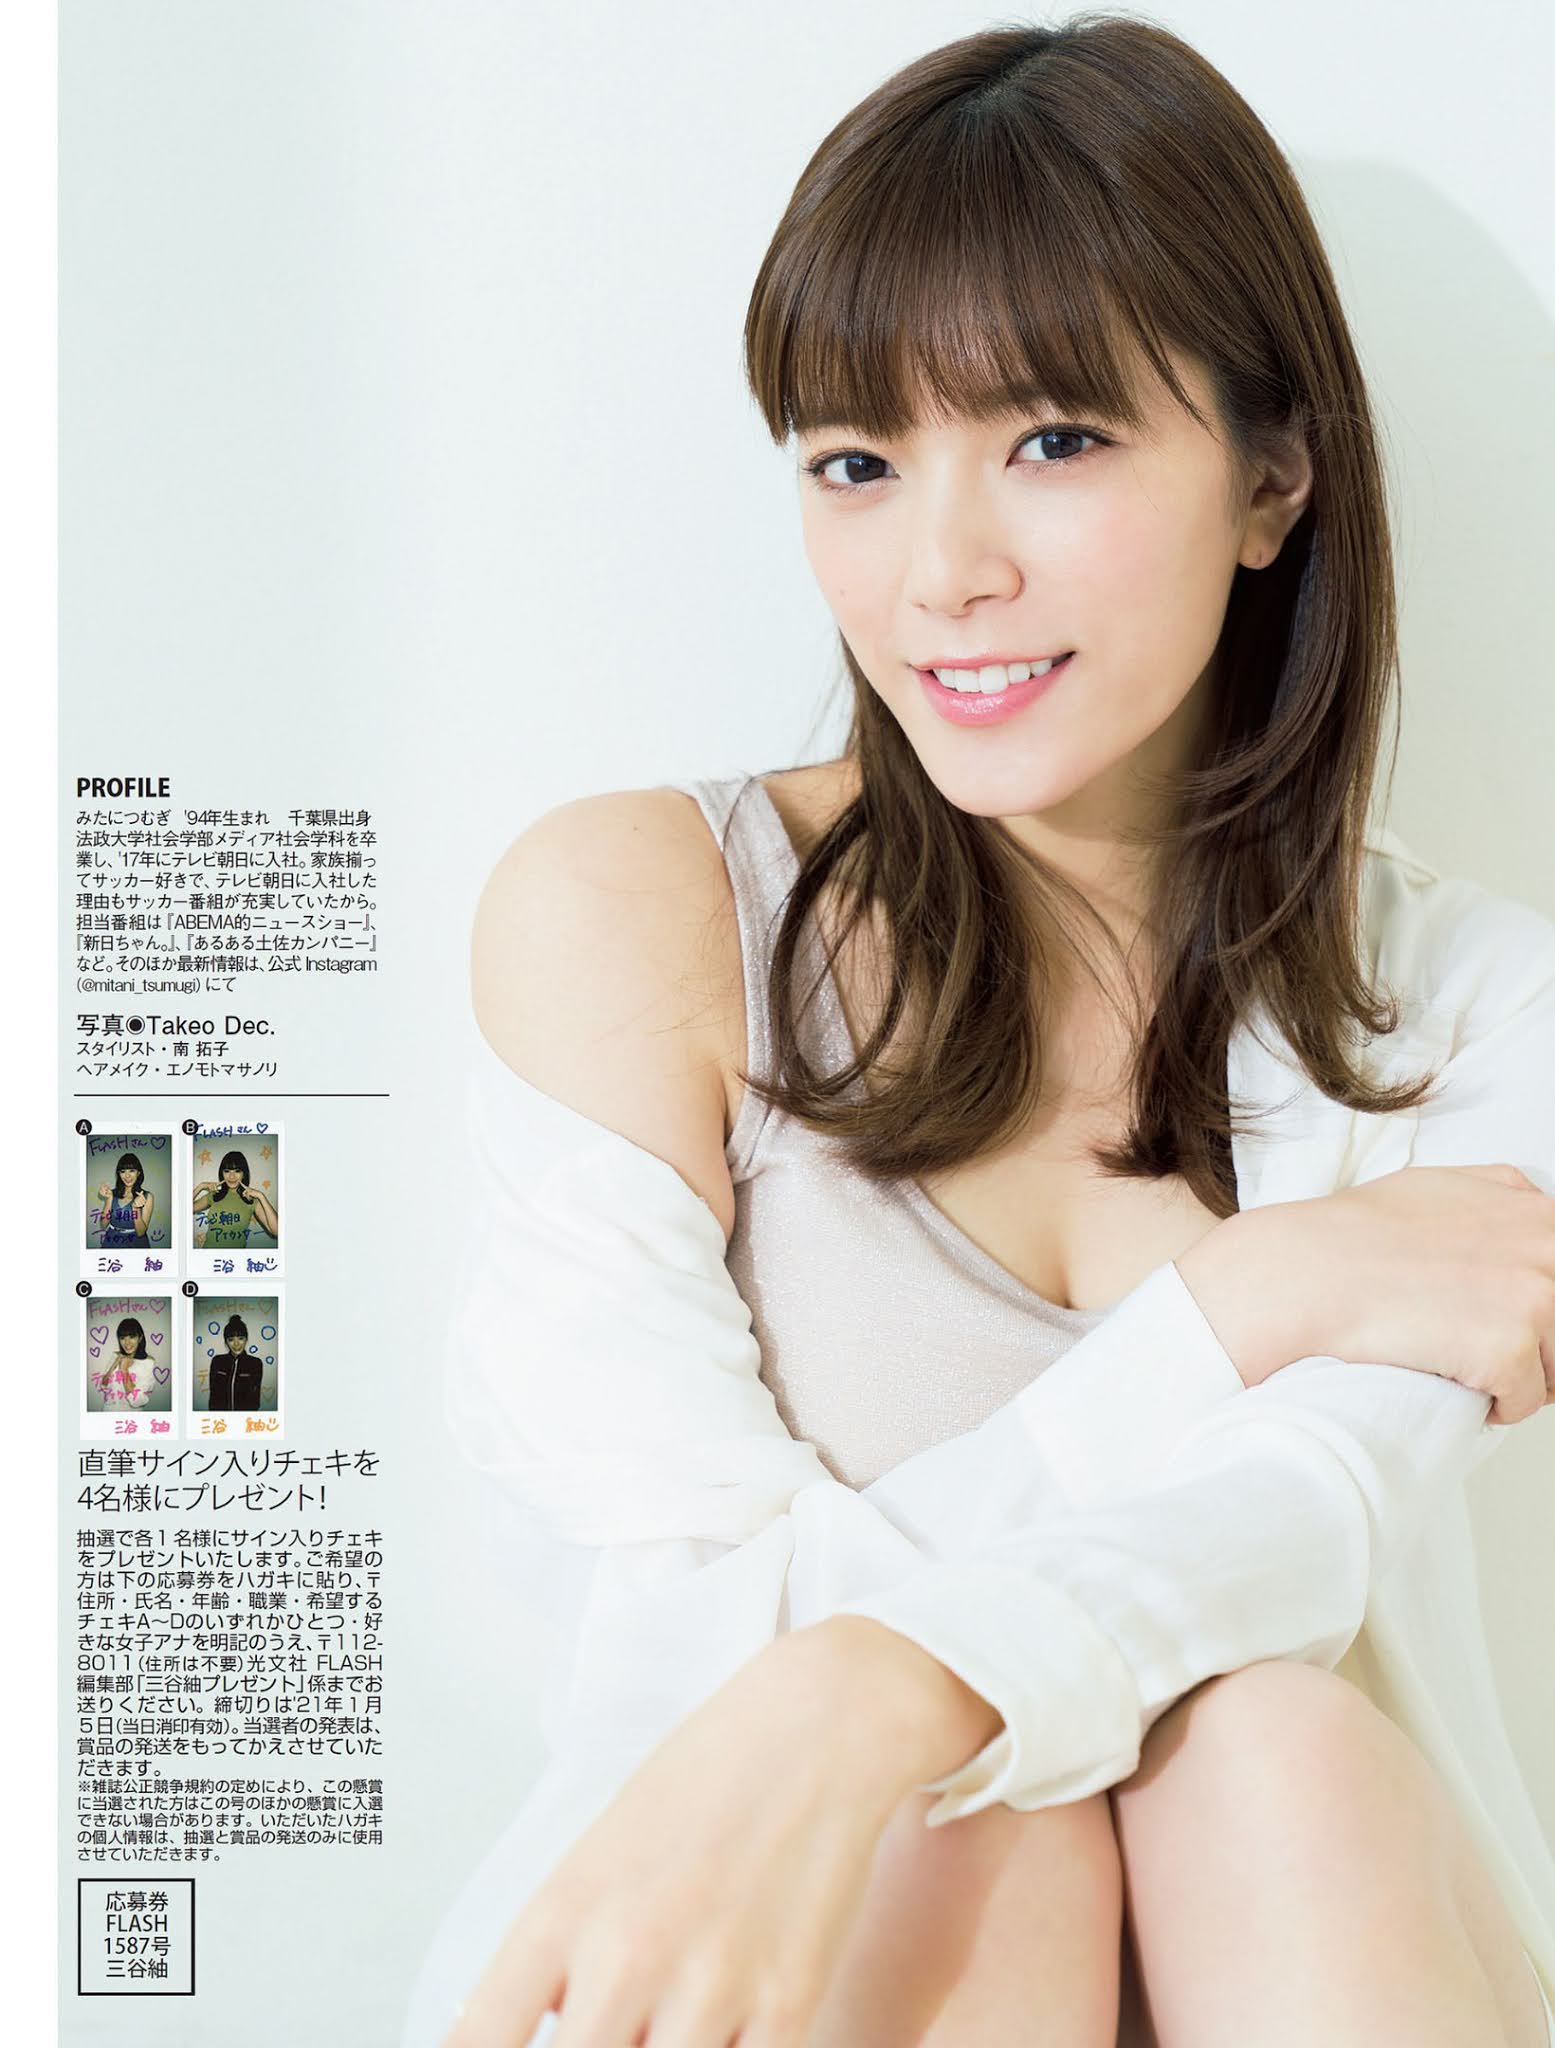 PROFILE
みたにつむぎ '94年生まれ 千葉県出身
法政大学社会学部メディア社会学科を卒
業し、'17年にテレビ朝日に入社。家族揃っ
てサッカー好きで、テレビ朝日に入社した
理由もサッカー番組が充実していたから。
担当番組は『ABEMA的ニュースショー』、
『新日ちゃん。』、『あるある土佐カンパニー』
など。そのほか最新情報は、公式 Instagram
(@mitani_tsumugi) にて
写真◉Takeo Dec.
スタイリスト・南 拓子
ヘアメイク・エノモトマサノリ
A
FLASHさん♡
テレビ朝日
アナウンサー
三谷 紬
B
FLASHさん♡
テレビ朝日
アナウンサー
三谷 紬
C
FLASHさん♡
テレビ朝日
アナウンサー
三谷 紬
D
FLASHさん♡
三谷 紬
直筆サイン入りチェキを
4名様にプレゼント!
抽選で各1名様にサイン入りチェキ
をプレゼントいたします。ご希望の
方は下の応募券をハガキに貼り、〒
住所・氏名・年齢・職業・希望する
チェキA〜Dのいずれかひとつ・好
きな女子アナを明記のうえ、〒112-
8011(住所は不要)光文社 FLASH
編集部「三谷紬プレゼント」係までお
送りください。締切りは'21年1月
5日(当日消印有効)。当選者の発表は、
賞品の発送をもってかえさせていた
だきます。
※雑誌公正競争規約の定めにより、この懸賞
に当選された方はこの号のほかの懸賞に入選
できない場合があります。いただいたハガキ
の個人情報は、抽選と賞品の発送のみに使用
させていただきます。
応募券
FLASH
1587号
三谷紬